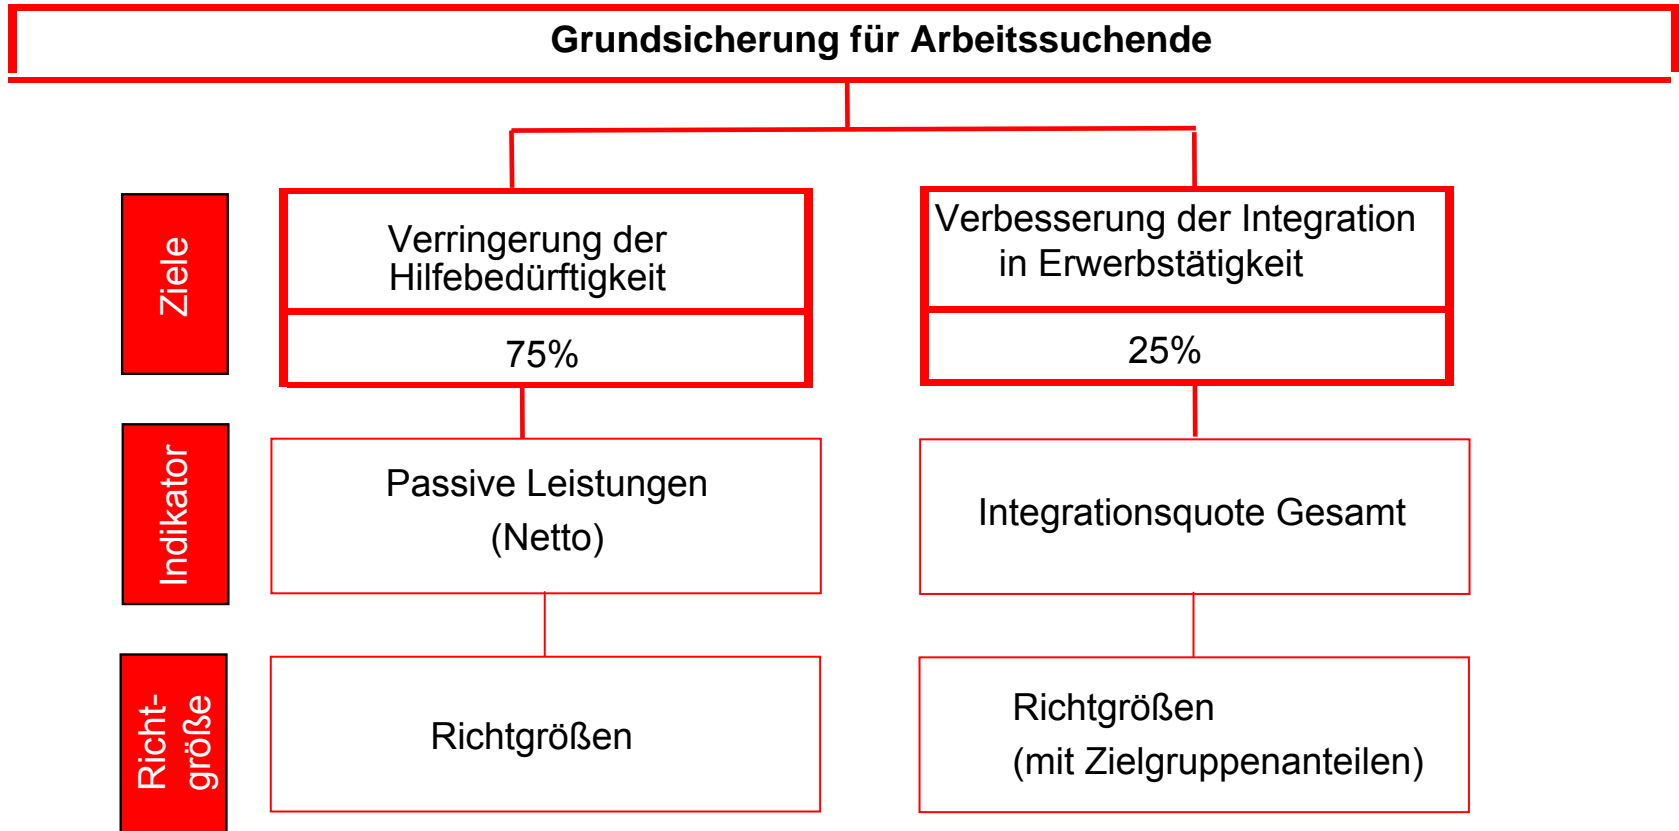 Grundsicherung für Arbeitssuchende
Ziele
Verringerung der
Hilfebedürftigkeit
75%
Verbesserung der Integration
in Erwerbstätigkeit
25%
Indikator
Passive Leistungen
(Netto)
Integrationsquote Gesamt
Richt-
größe
Richtgrößen
Richtgrößen
(mit Zielgruppenanteilen)